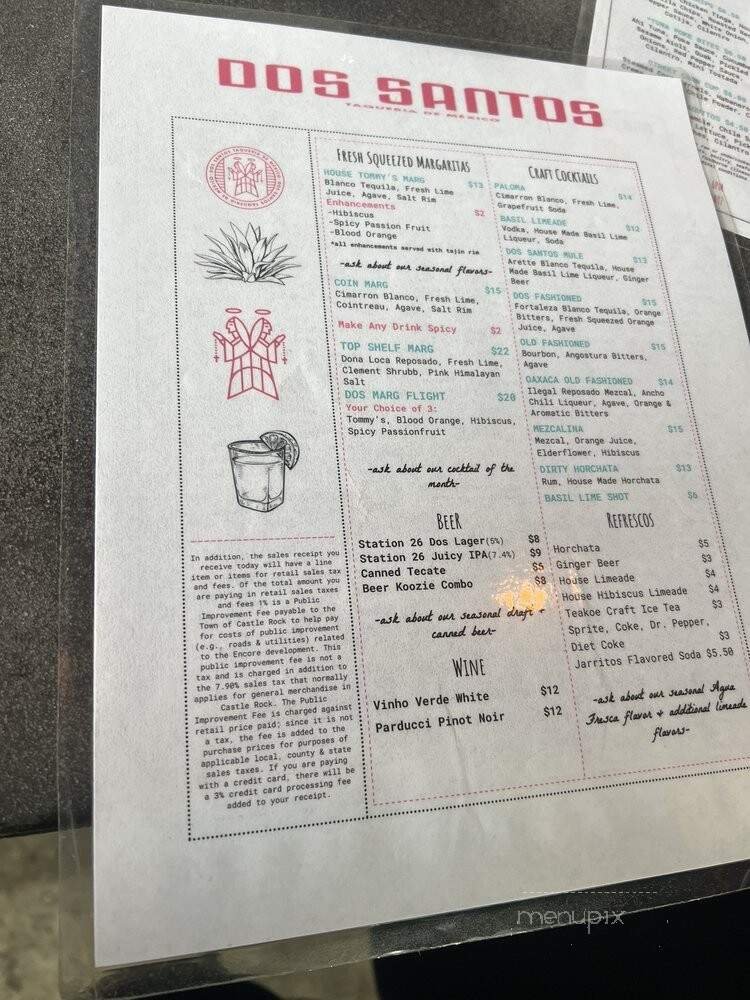 DOS SANTOS
TAQUERIA DE MEXICO
FRESH SQUEEZED MARGARITAS
HOUSE TOMMY'S MARG $13
Blanco Tequila, Fresh Lime
Juice, Agave, Salt Rim
Enhancements $2
-Hibiscus
-Spicy Passion Fruit
-Blood Orange
*all enhancements served with tajin rim
-ask about our seasonal flavors-
COIN MARG $15
Cimarron Blanco, Fresh Lime,
Cointreau, Agave, Salt Rim
Make Any Drink Spicy $2
TOP SHELF MARG $22
Dona Loca Reposado, Fresh Lime,
Clement Shrubb, Pink Himalayan
Salt
DOS MARG FLIGHT $20
Your Choice of 3:
Tommy's, Blood Orange, Hibiscus,
Spicy Passionfruit
-ask about our cocktail of the
month-
BEER
Station 26 Dos Lager(5%) $8
Station 26 Juicy IPA(7.4%) $9
Canned Tecate $5
Beer Koozie Combo $8
-ask about our seasonal draft +
canned beer-
WINE
Vinho Verde White $12
Parducci Pinot Noir $12
CRAFT COCKTAILS
PALOMA $14
Cimarron Blanco, Fresh Lime,
Grapefruit Soda
BASIL LIMEADE $12
Vodka, House Made Basil Lime
Liqueur, Soda
DOS SANTOS MULE $13
Arette Blanco Tequila, House
Made Basil Lime Liqueur, Ginger
Beer
DOS FASHIONED $15
Fortaleza Blanco Tequila, Orange
Bitters, Fresh Squeezed Orange
Juice, Agave
OLD FASHIONED $15
Bourbon, Angostura Bitters,
Agave
OAXACA OLD FASHIONED $14
Ilegal Reposado Mezcal, Ancho
Chili Liqueur, Agave, Orange &
Aromatic Bitters
MEZCALINA $15
Mezcal, Orange Juice,
Elderflower, Hibiscus
DIRTY HORCHATA $13
Rum, House Made Horchata
BASIL LIME SHOT $6
REFRESCOS
Horchata $5
Ginger Beer $3
House Limeade $4
House Hibiscus Limeade $4
Teakoe Craft Ice Tea $3
Sprite, Coke, Dr. Pepper,
Diet Coke $3
Jarritos Flavored Soda $5.50
-ask about our seasonal Agua
Fresca flavor + additional limeade
flavors-
In addition, the sales receipt you
receive today will have a line
item or items for retail sales tax
and fees. Of the total amount you
are paying in retail sales taxes
and fees 1% is a Public
Improvement Fee payable to the
Town of Castle Rock to help pay
for costs of public improvement
(e.g., roads & utilities) related
to the Encore development. This
public improvement fee is not a
tax and is charged in addition to
the 7.90% sales tax that normally
applies for general merchandise in
Castle Rock. The Public
Improvement Fee is charged against
retail price paid; since it is not
a tax, the fee is added to the
purchase prices for purposes of
applicable local, county & state
sales taxes. If you are paying
with a credit card, there will be
a 3% credit card processing fee
added to your receipt.
menupix